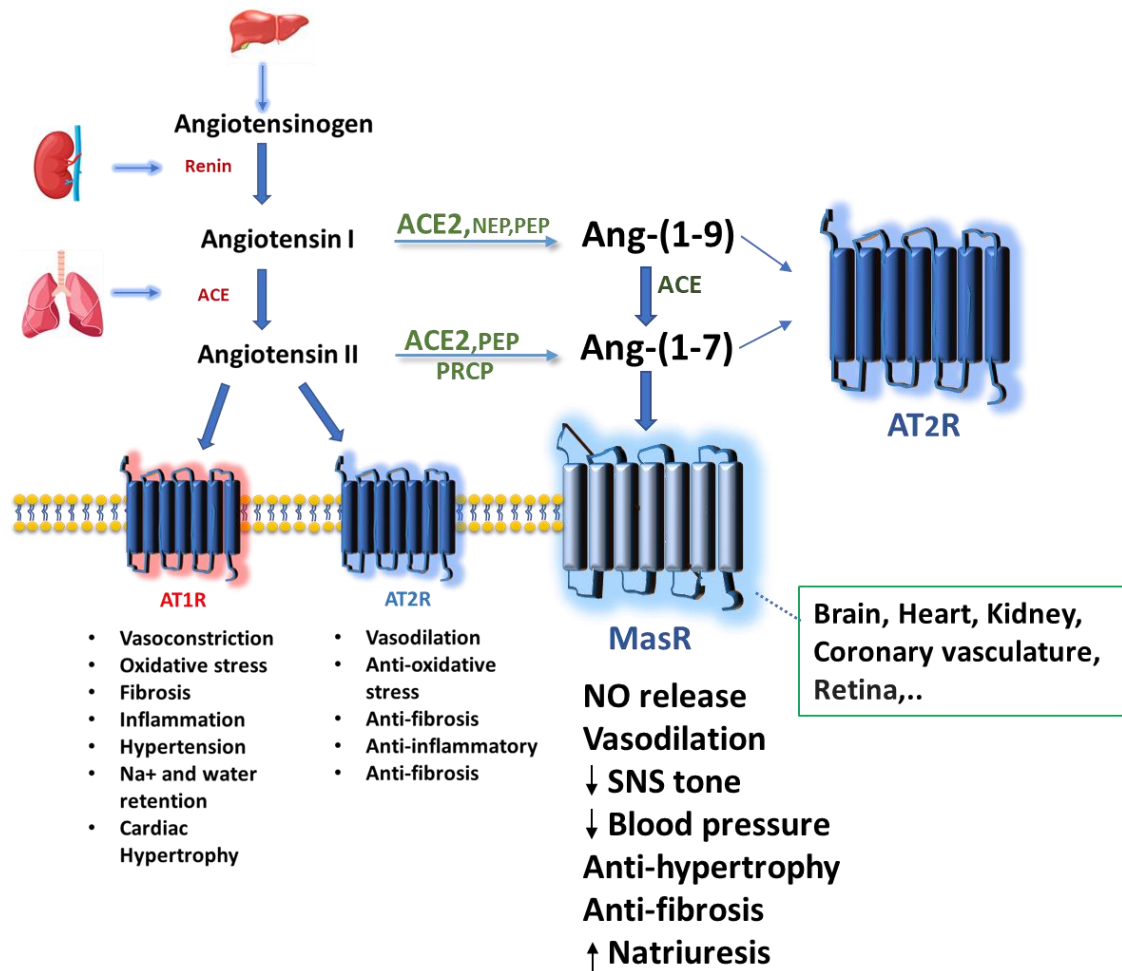 Angiotensinogen
Renin
Angiotensin I
ACE2,NEP,PEP
Ang-(1-9)
ACE
ACE
Angiotensin II
ACE2,PEP
PRCP
Ang-(1-7)
AT2R
AT1R
• Vasoconstriction
• Oxidative stress
• Fibrosis
• Inflammation
• Hypertension
• Na+ and water
retention
• Cardiac
Hypertrophy
AT2R
• Vasodilation
• Anti-oxidative
stress
• Anti-fibrosis
• Anti-inflammatory
• Anti-fibrosis
MasR
NO release
Vasodilation
↓ SNS tone
↓ Blood pressure
Anti-hypertrophy
Anti-fibrosis
↑ Natriuresis
Brain, Heart, Kidney,
Coronary vasculature,
Retina,..